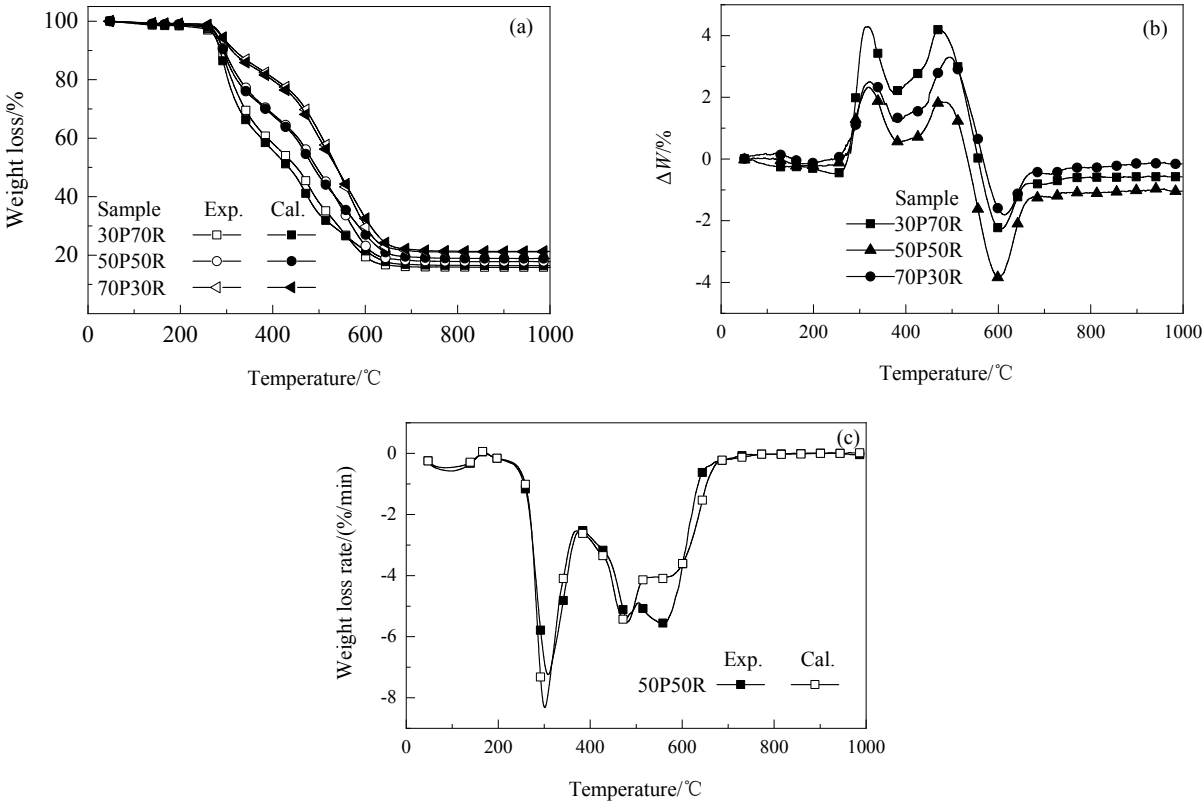 (a)
100
80
60
40
20
Weight loss/%
Sample Exp. Cal.
30P70R
50P50R
70P30R
0 200 400 600 800 1000
Temperature/℃
(b)
4
2
0
-2
-4
ΔW/%
Sample
30P70R
50P50R
70P30R
0 200 400 600 800 1000
Temperature/℃
(c)
0
-2
-4
-6
-8
Weight loss rate/(%/min)
Exp. Cal.
50P50R
0 200 400 600 800 1000
Temperature/℃